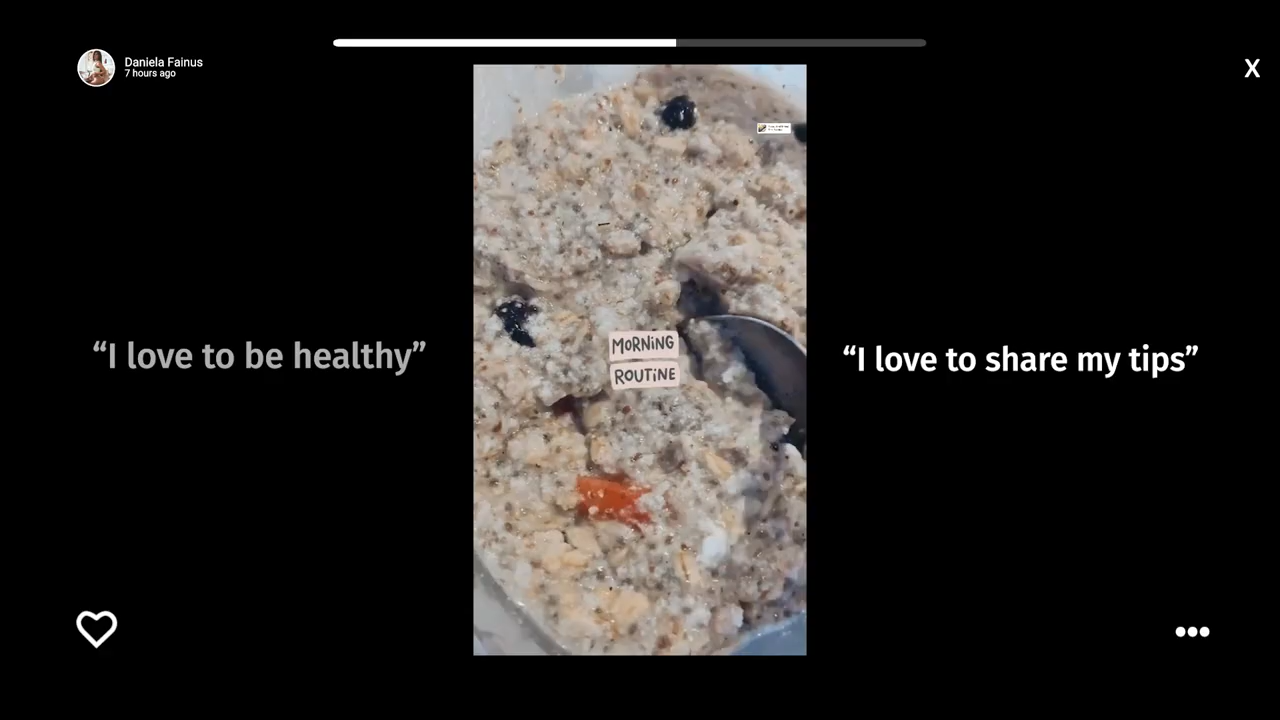 Daniela Fainus
7 hours ago
X
“I love to be healthy”
MORNING
ROUTINE
“I love to share my tips”